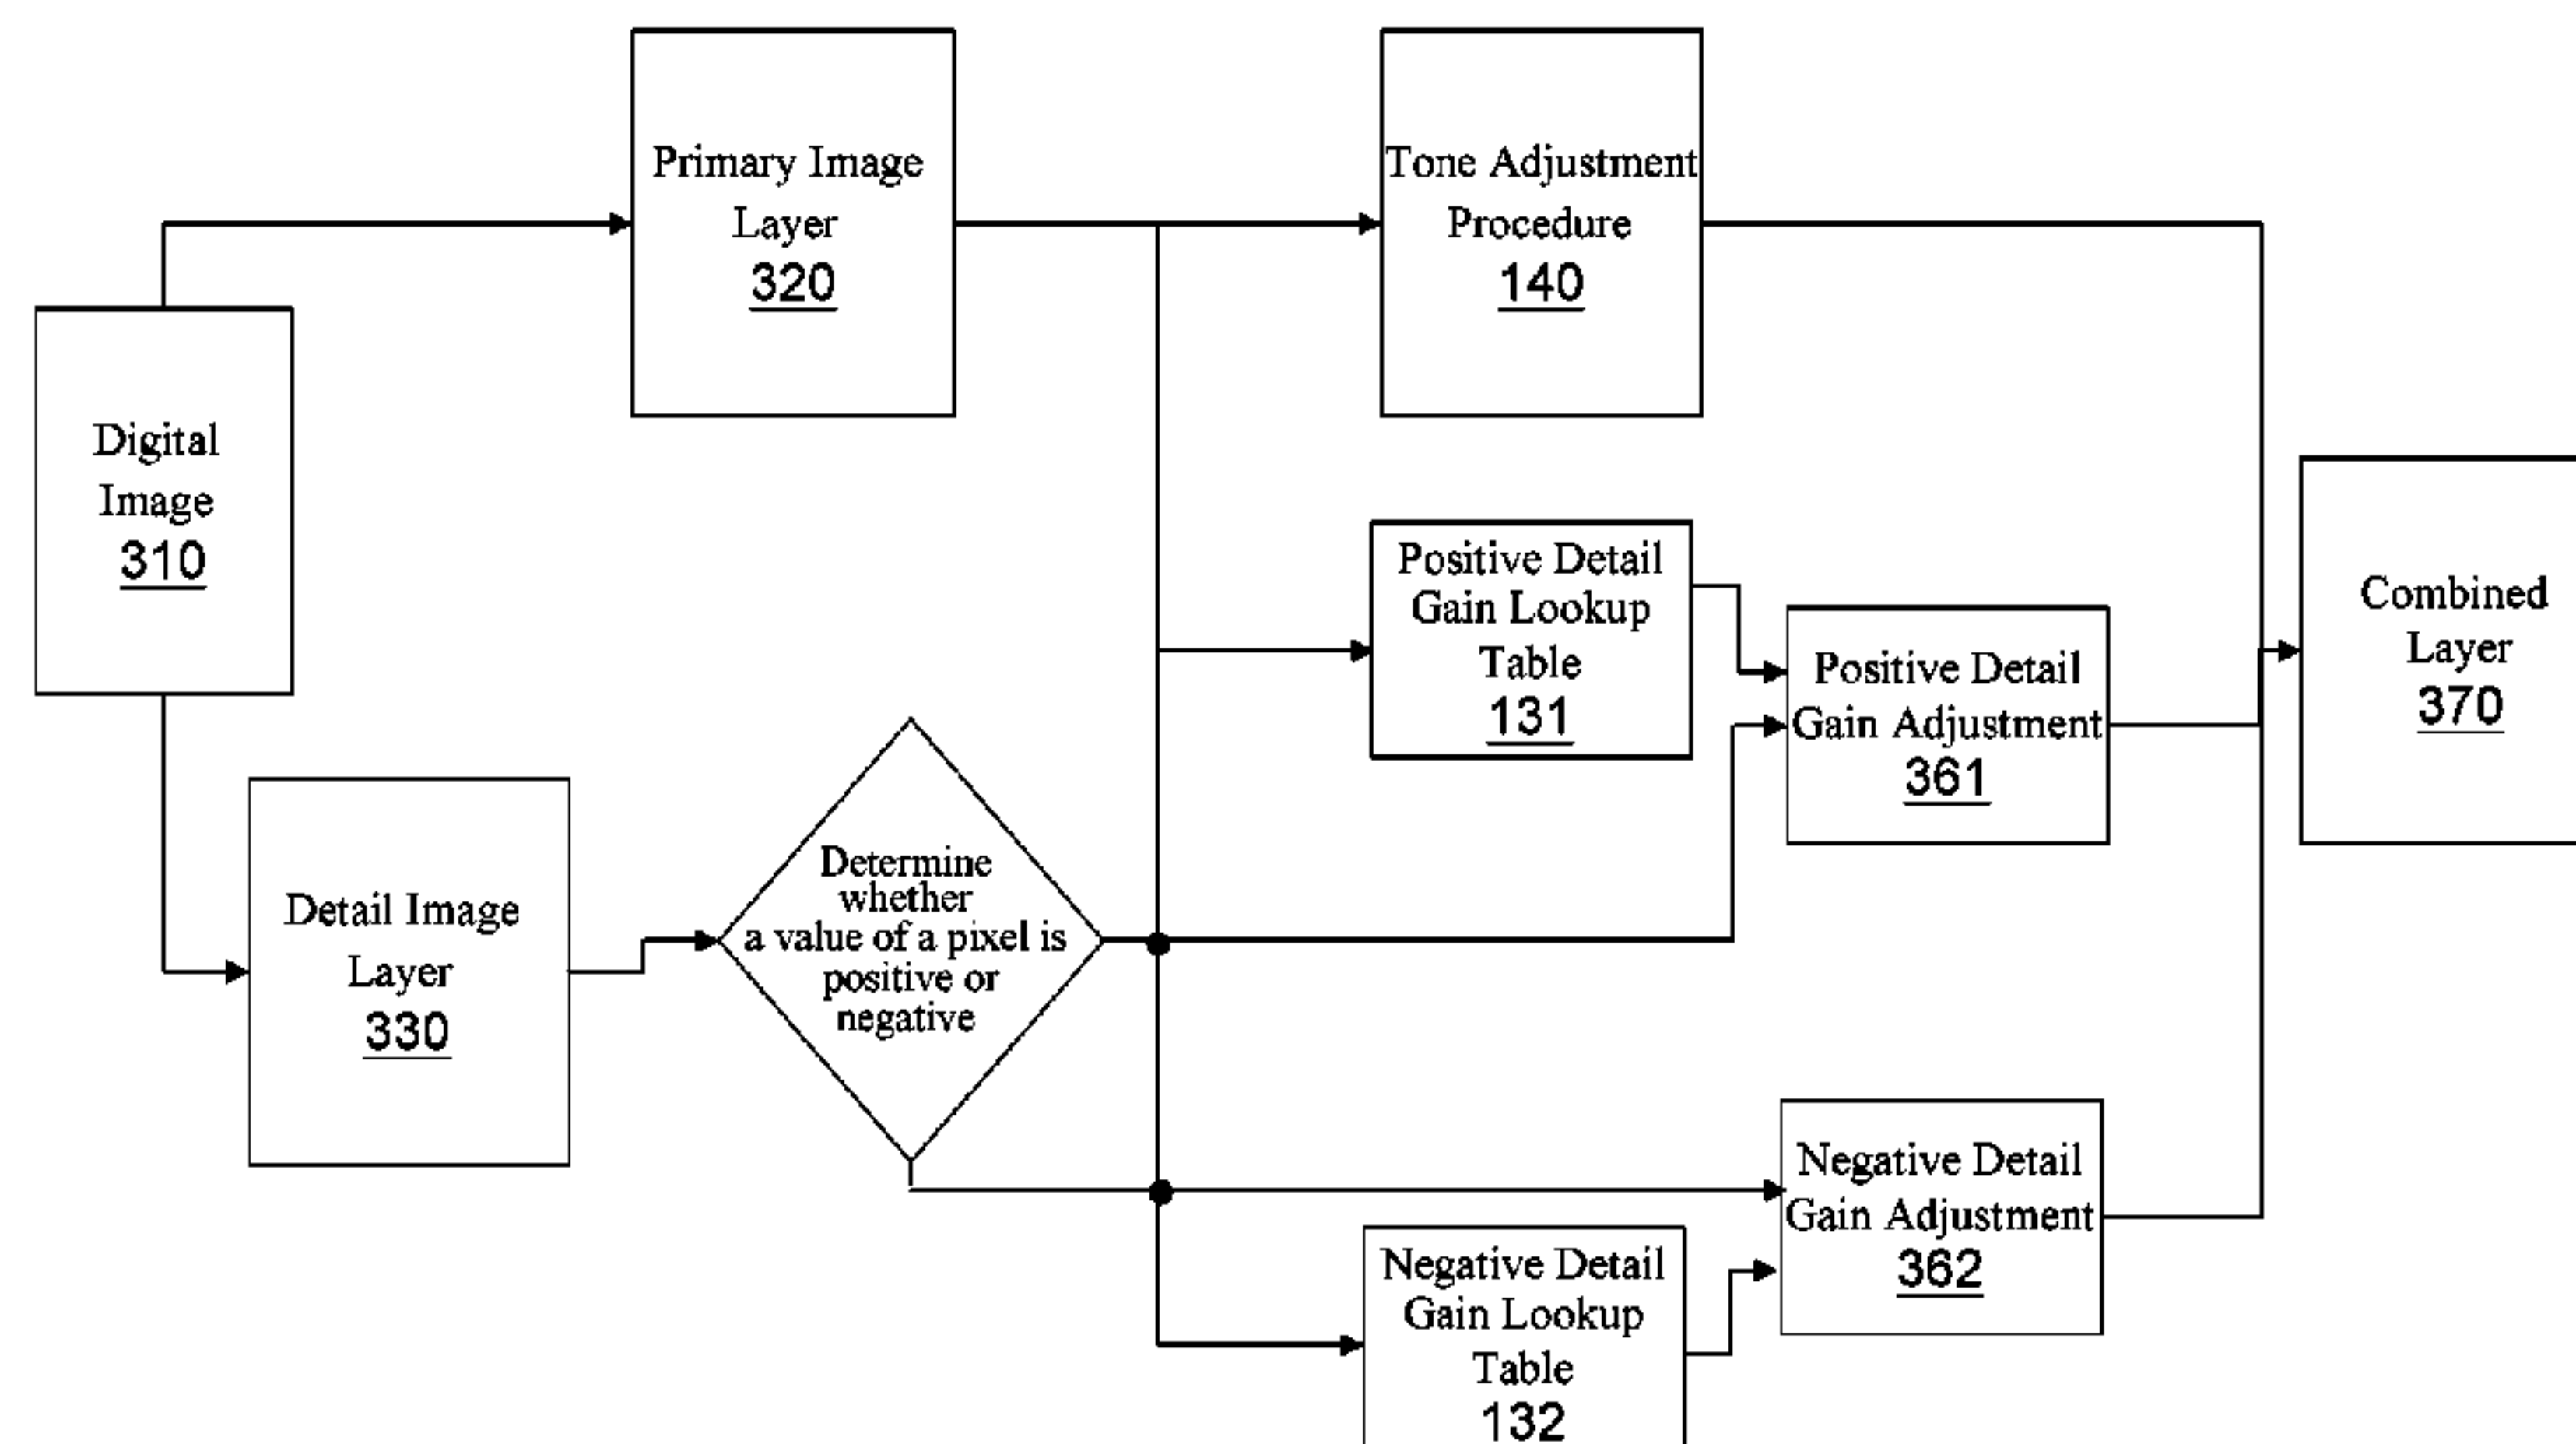 Primary Image
Layer
320
Tone Adjustment
Procedure
140
Digital
Image
310
Positive Detail
Gain Lookup
Table
131
Combined
Layer
370
Positive Detail
Gain Adjustment
361
Detail Image
Layer
330
Determine
whether
a value of a pixel is
positive or
negative
Negative Detail
Gain Adjustment
362
Negative Detail
Gain Lookup
Table
132